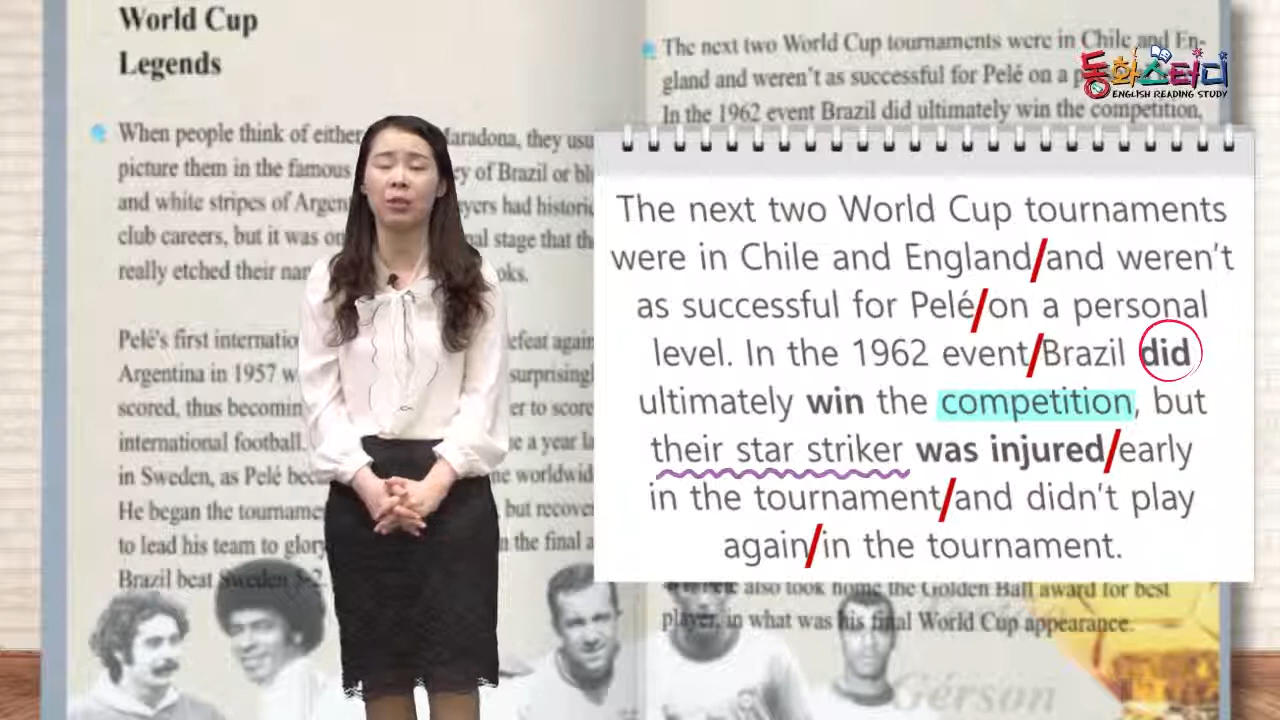 World Cup
Legends
When people think of either Maradona, they usu
picture them in the famous ey of Brazil or bl
and white stripes of Argen yers had histori
club careers, but it was on al stage that th
really etched their nar oks.
Pelé's first internatio efeat again
Argentina in 1957 w surprisingl
scored, thus becomin er to score
international football. e a year la
in Sweden, as Pelé bec e worldwid
He began the tourname but recove
to lead his team to glory n the final a
Brazil beat Sweden 5-2.
The next two World Cup tournaments were in Chile and En-
gland and weren't as successful for Pelé on a p
In the 1962 event Brazil did ultimately win the competition,
동화스터디
ENGLISH READING STUDY
The next two World Cup tournaments
were in Chile and England/and weren't
as successful for Pelé/on a personal
level. In the 1962 event/Brazil did
ultimately win the competition, but
their star striker was injured/early
in the tournament/and didn't play
again/in the tournament.
also took home the Golden Ball award for best
player, in what was his final World Cup appearance.
Gérson